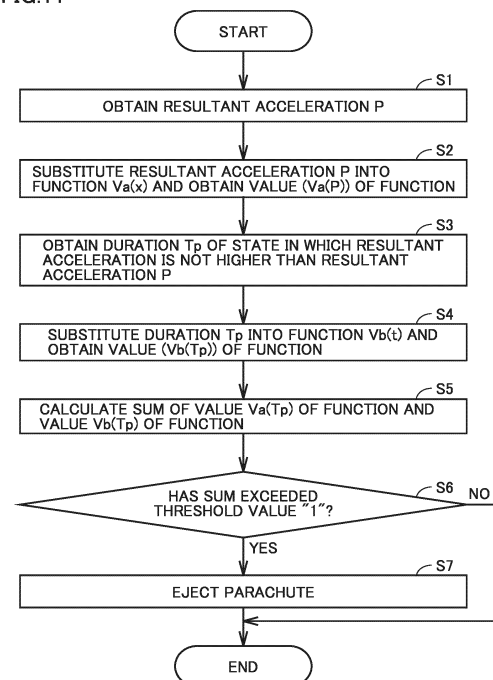 START
S1
OBTAIN RESULTANT ACCELERATION P
S2
SUBSTITUTE RESULTANT ACCELERATION P INTO
FUNCTION Va(x) AND OBTAIN VALUE (Va(P)) OF FUNCTION
S3
OBTAIN DURATION Tp OF STATE IN WHICH RESULTANT
ACCELERATION IS NOT HIGHER THAN RESULTANT
ACCELERATION P
S4
SUBSTITUTE DURATION Tp INTO FUNCTION Vb(t) AND
OBTAIN VALUE (Vb(Tp)) OF FUNCTION
S5
CALCULATE SUM OF VALUE Va(Tp) OF FUNCTION AND
VALUE Vb(Tp) OF FUNCTION
S6
HAS SUM EXCEEDED
THRESHOLD VALUE "1"?
NO
YES
S7
EJECT PARACHUTE
END